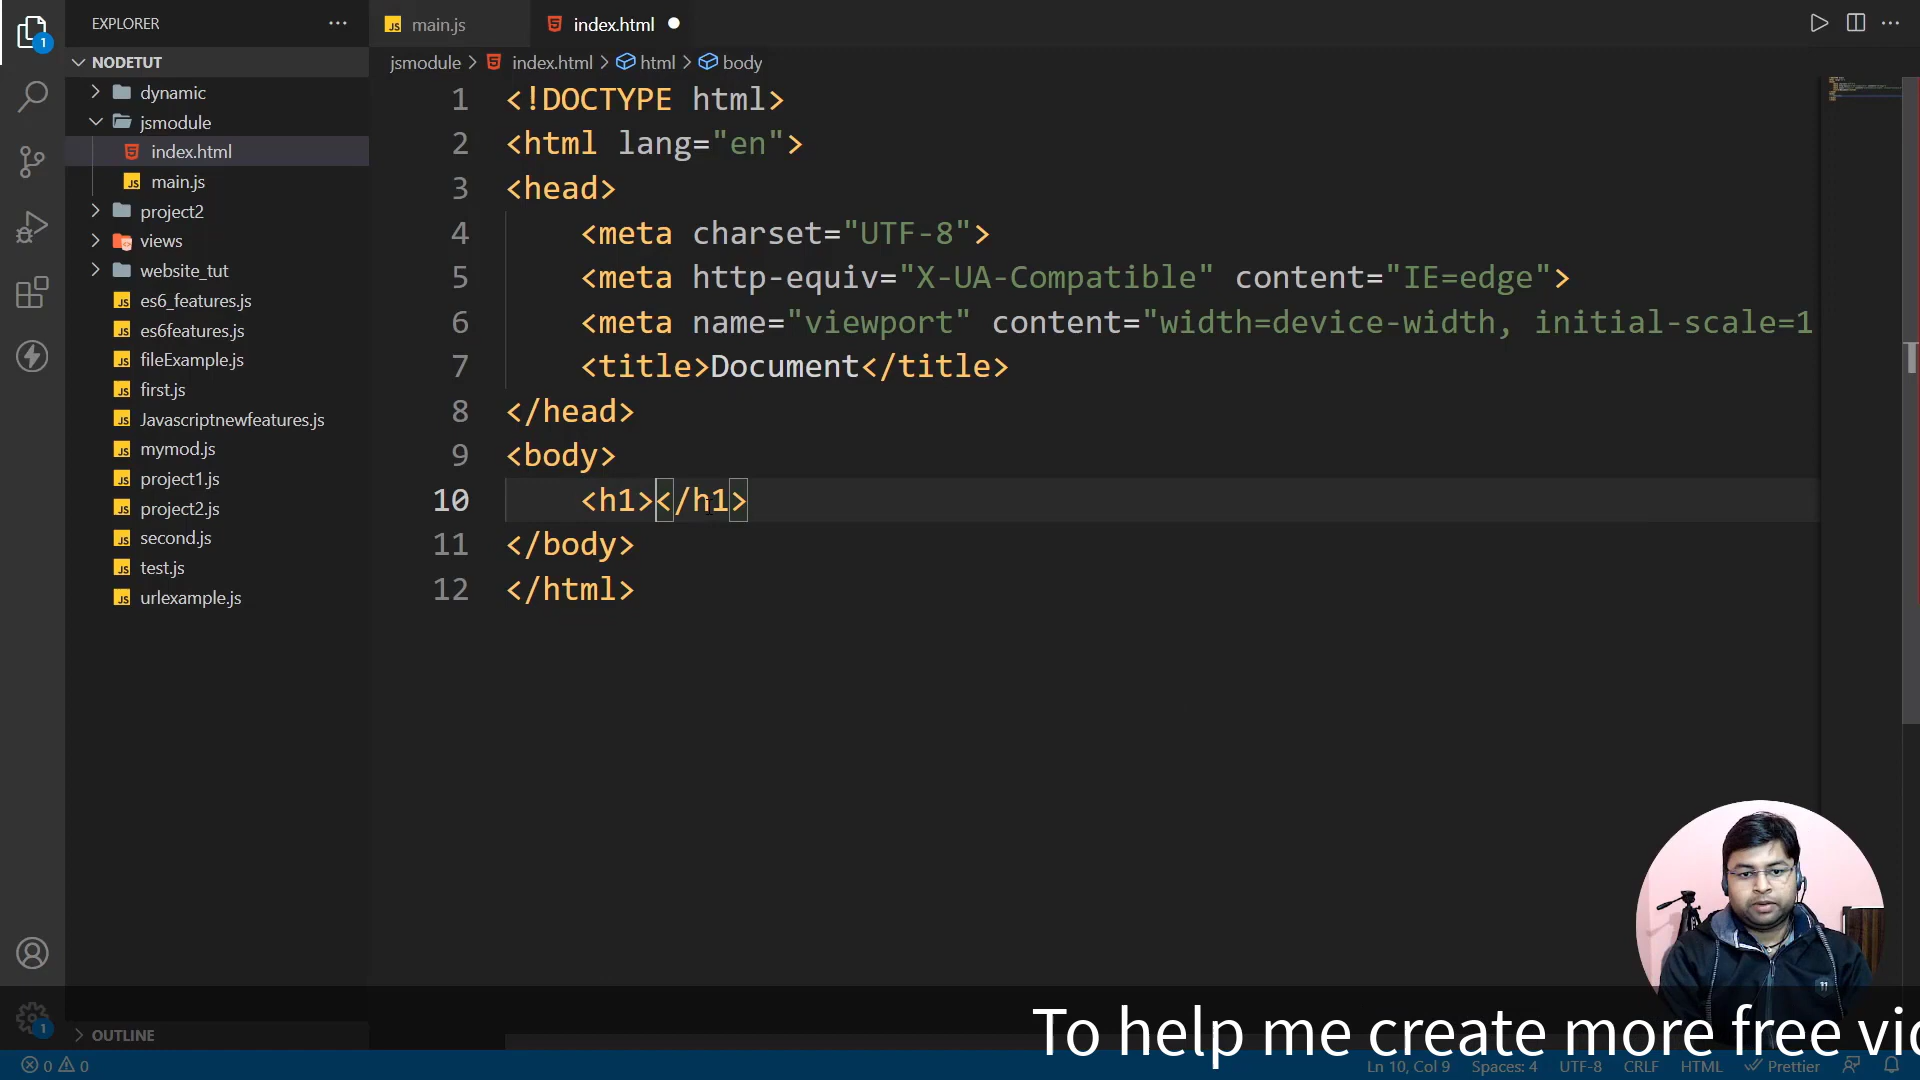 EXPLORER
NODETUT
dynamic
jsmodule
index.html
main.js
project2
views
website_tut
es6_features.js
es6features.js
fileExample.js
first.js
Javascriptnewfeatures.js
mymod.js
project1.js
project2.js
second.js
test.js
urlexample.js
OUTLINE
1
1
main.js
index.html
jsmodule > index.html > html > body
1 <!DOCTYPE html>
2 <html lang="en">
3 <head>
4 <meta charset="UTF-8">
5 <meta http-equiv="X-UA-Compatible" content="IE=edge">
6 <meta name="viewport" content="width=device-width, initial-scale=1
7 <title>Document</title>
8 </head>
9 <body>
10 <h1></h1>
11 </body>
12 </html>
To help me create more free vid
0 0
Ln 10, Col 9 Spaces: 4 UTF-8 CRLF HTML Prettier